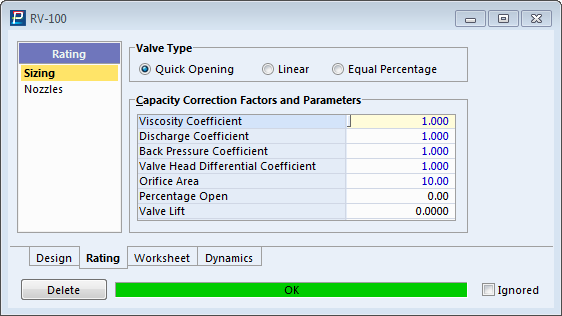 RV-100
Rating
Sizing
Nozzles
Valve Type
Quick Opening Linear Equal Percentage
Capacity Correction Factors and Parameters
Viscosity Coefficient 1.000
Discharge Coefficient 1.000
Back Pressure Coefficient 1.000
Valve Head Differential Coefficient 1.000
Orifice Area 10.00
Percentage Open 0.00
Valve Lift 0.0000
Design Rating Worksheet Dynamics
Delete OK Ignored